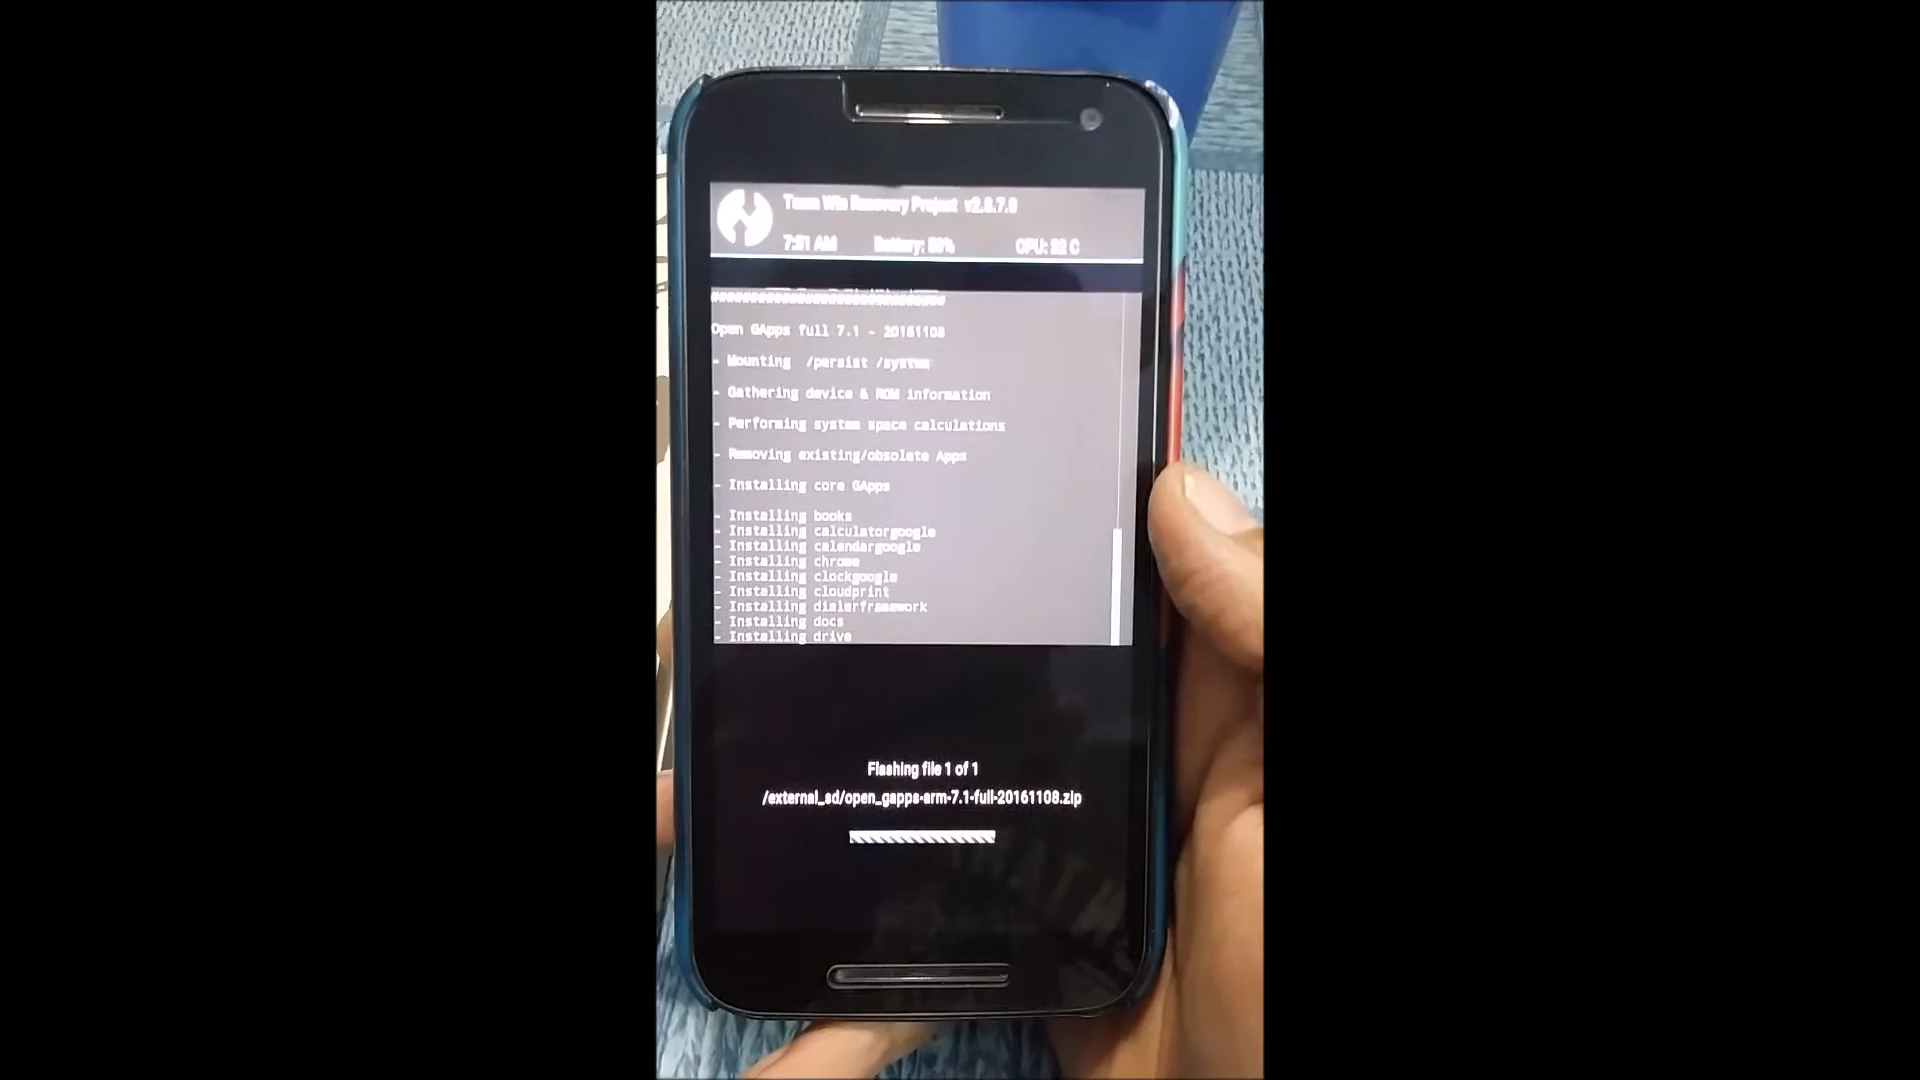 Team Win Recovery Project v2.8.7.0
7:51 AM Battery: CPU:
Open GApps full 7.1 - 20161108
- Mounting /persist /system
- Gathering device & ROM information
- Performing system space calculations
- Removing existing/obsolete Apps
- Installing core GApps
- Installing books
- Installing calculatorgoogle
- Installing calendargoogle
- Installing chrome
- Installing clockgoogle
- Installing cloudprint
- Installing dialerframework
- Installing docs
- Installing drive
Flashing file 1 of 1
/external_sd/open_gapps-arm-7.1-full-20161108.zip